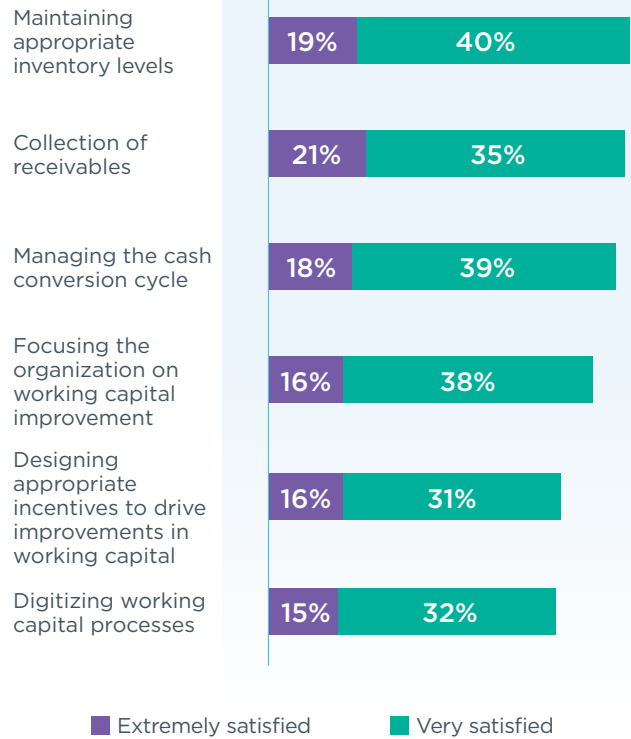 Maintaining
appropriate
inventory levels
19% 40%
Collection of
receivables
21% 35%
Managing the cash
conversion cycle
18% 39%
Focusing the
organization on
working capital
improvement
16% 38%
Designing
appropriate
incentives to drive
improvements in
working capital
16% 31%
Digitizing working
capital processes
15% 32%
Extremely satisfied Very satisfied